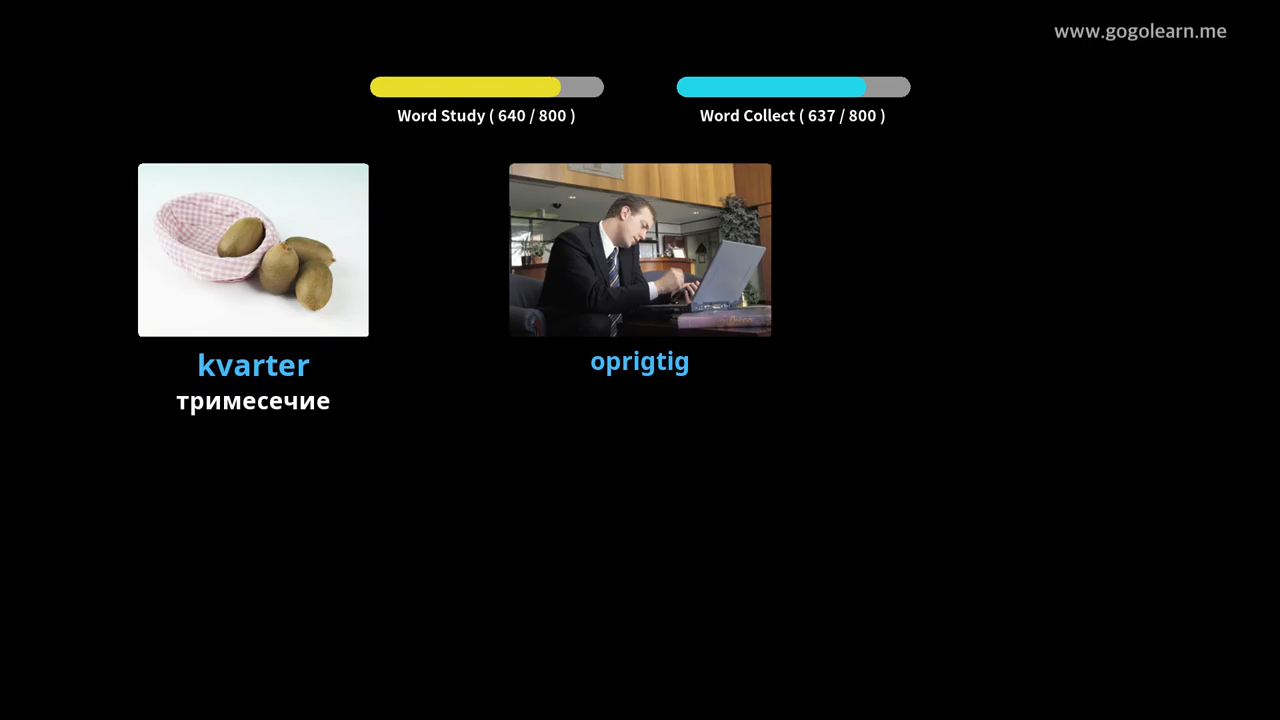 www.gogolearn.me
Word Study ( 640 / 800 )
Word Collect ( 637 / 800 )
kvarter
тримесечие
oprigtig